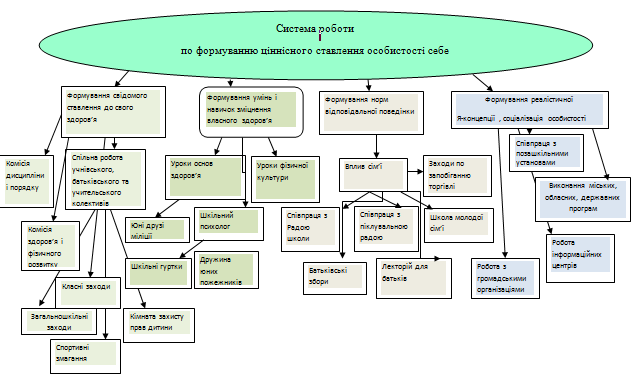 Система роботи
по формуванню ціннісного ставлення особистості себе
Формування свідомого
ставлення до свого
здоров'я
Формування умінь і
навичок зміцнення
власного здоров'я
Формування норм
відповідальної поведінки
Формування реалістичної
Я-концепції , соціалізація особистості
Комісія
дисципліни
і порядку
Спільна робота
учнівського,
батьківського та
учительського
колективів
Уроки основ
здоров'я
Уроки фізичної
культури
Вплив сім'ї
Заходи по
запобіганню
торгівлі
Співпраця з
позашкільними
установами
Виконання міських,
обласних, державних
програм
Комісія
здоров'я і
фізичного
розвитку
Юні друзі
міліції
Шкільний
психолог
Співпраця з
Радою
школи
Співпраця з
піклувальною
радою
Школа молодої
сім'ї
Робота
інформаційних
центрів
Класні заходи
Шкільні гуртки
Дружина
юних
пожежників
Батьківські
збори
Лекторій для
батьків
Робота з
громадськими
організаціями
Загальношкільні
заходи
Кімната захисту
прав дитини
Спортивні
змагання